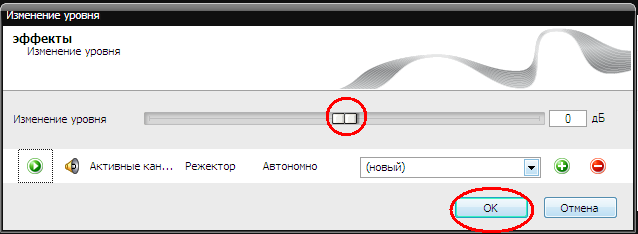 Изменение уровня
эффекты
Изменение уровня
Изменение уровня 0 дБ
Активные кан... Режектор Автономно (новый)
OK Отмена